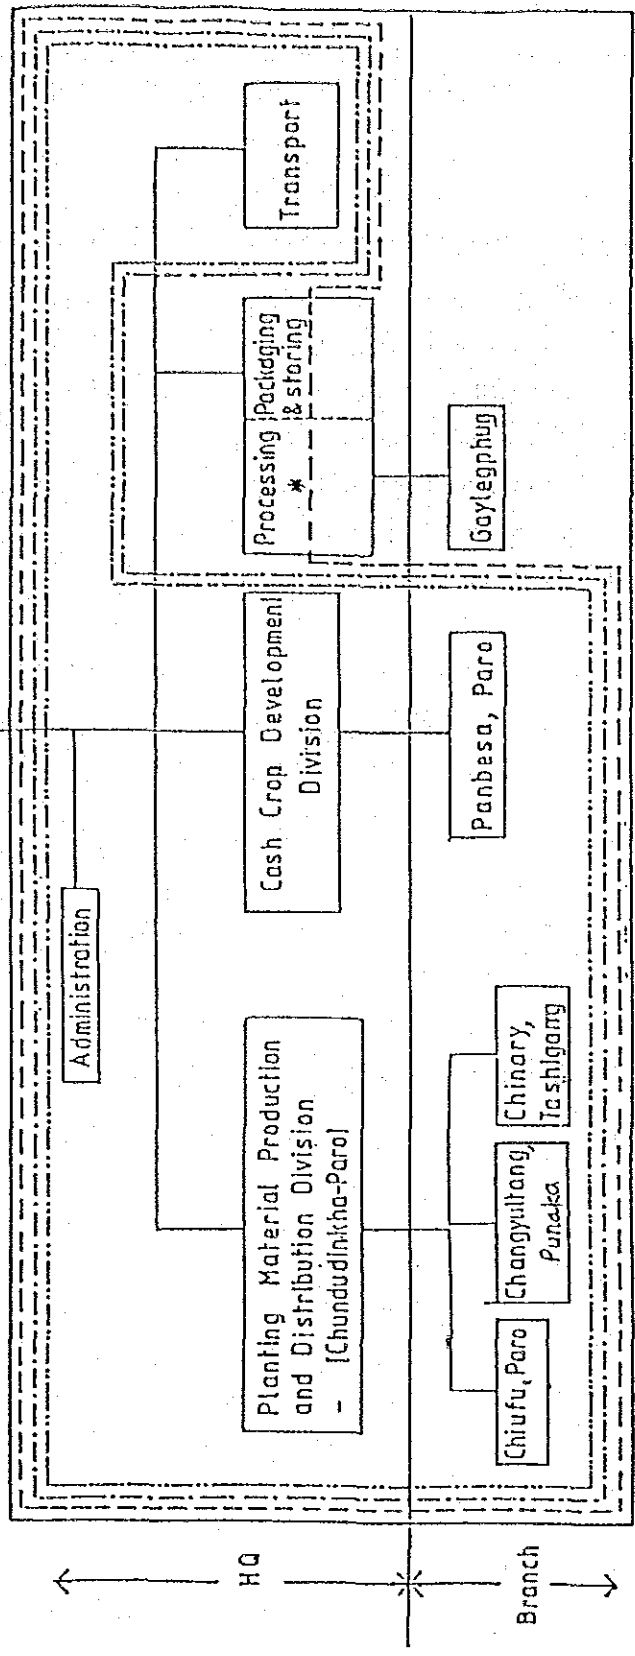 Administration
Planting Material Production
and Distribution Division
- [Chundudinkha-Paro]
Cash Crop Development
Division
Processing
*
Packaging
& storing
Transport
HQ
Chiufu, Paro
Changyultang,
Punaka
Chinary,
Tashigang
Panbesa, Paro
Gaylegphug
Branch